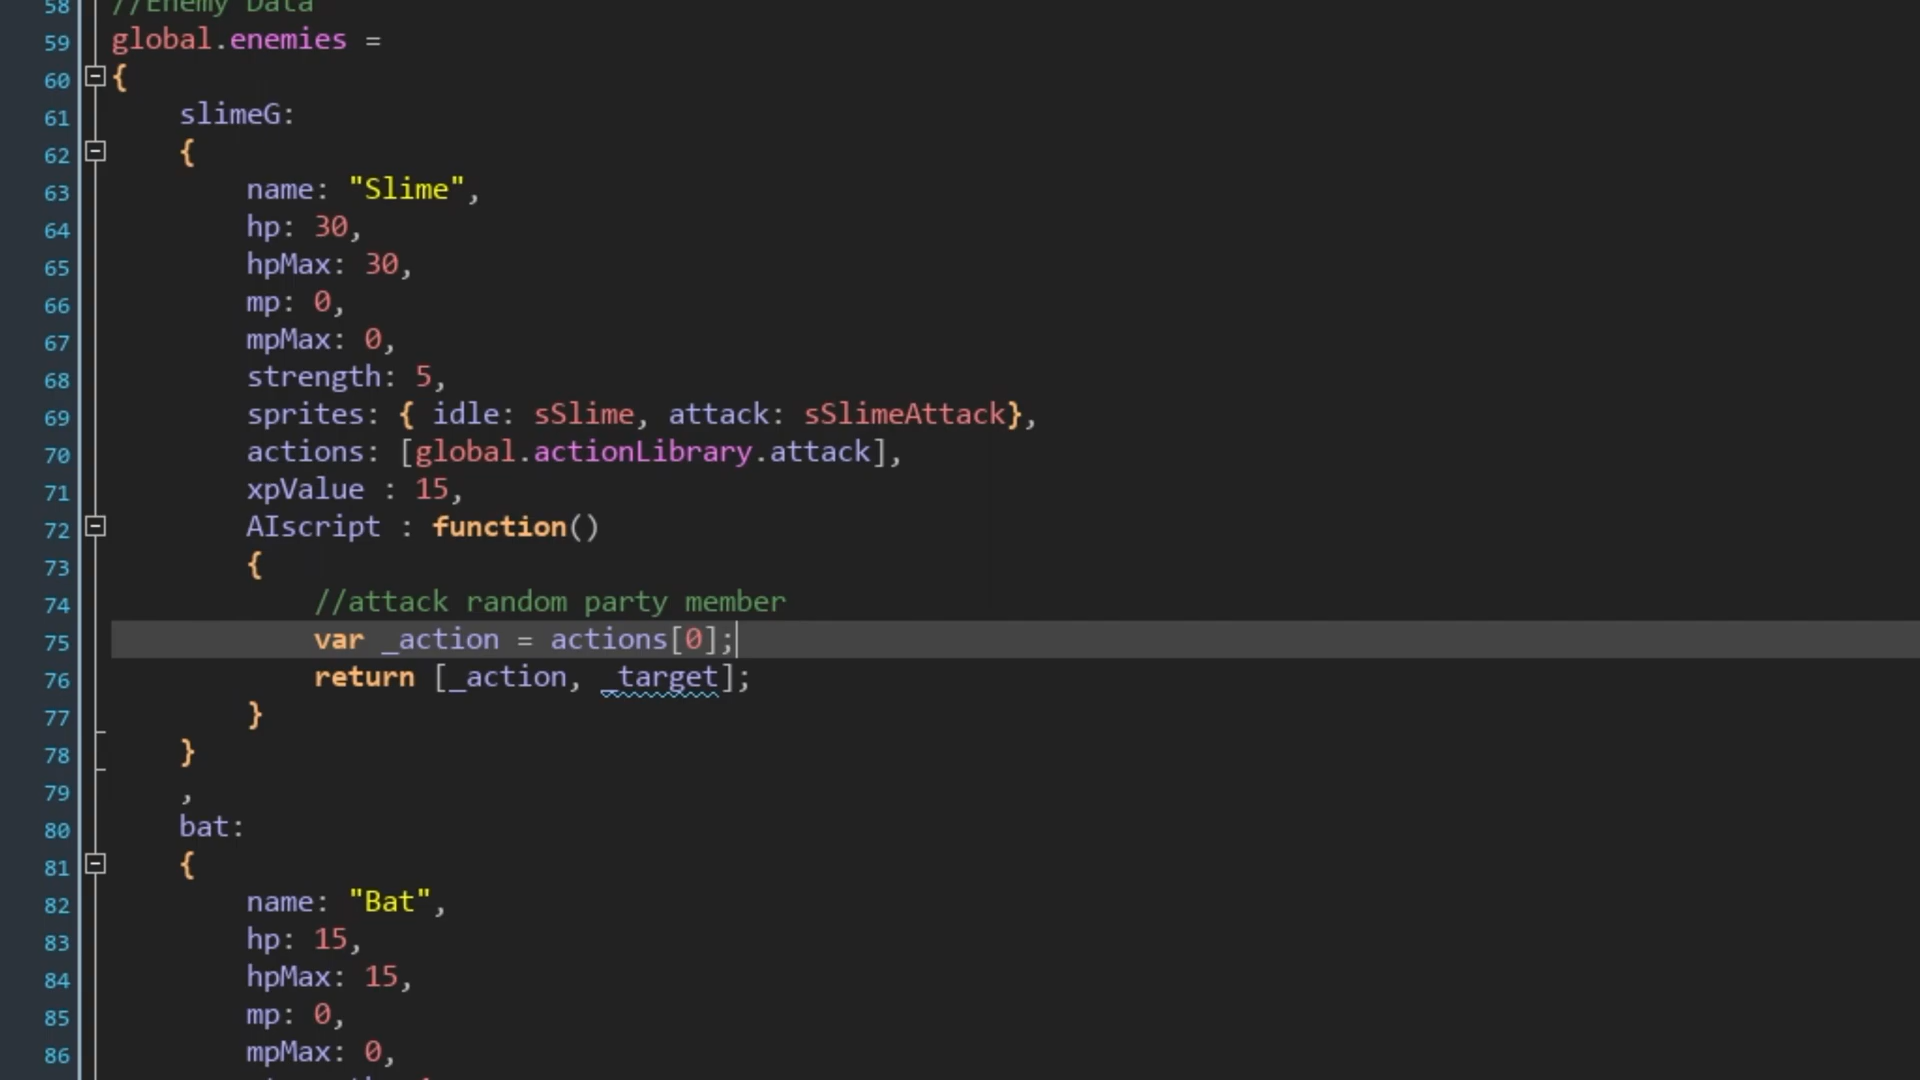 58 //Enemy Data
59 global.enemies =
60 {
61 slimeG:
62 {
63 name: "Slime",
64 hp: 30,
65 hpMax: 30,
66 mp: 0,
67 mpMax: 0,
68 strength: 5,
69 sprites: { idle: sSlime, attack: sSlimeAttack},
70 actions: [global.actionLibrary.attack],
71 xpValue : 15,
72 AIscript : function()
73 {
74 //attack random party member
75 var _action = actions[0];
76 return [_action, _target];
77 }
78 }
79 ,
80 bat:
81 {
82 name: "Bat",
83 hp: 15,
84 hpMax: 15,
85 mp: 0,
86 mpMax: 0,